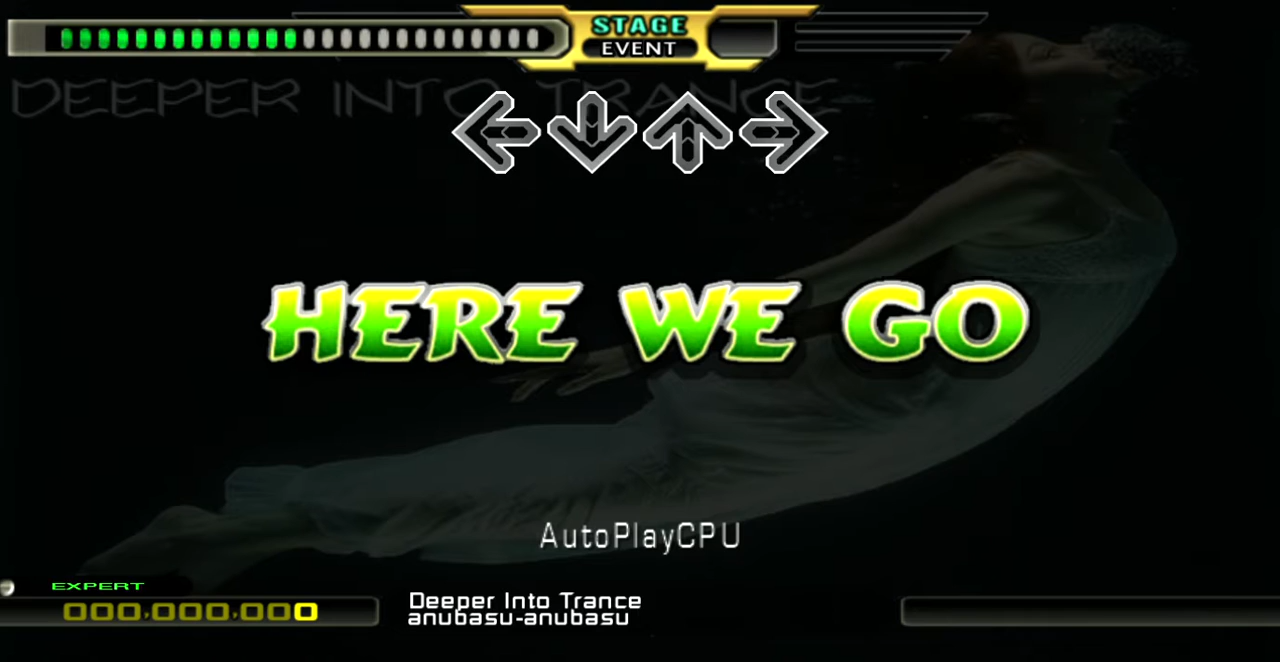 STAGE
EVENT
DEEPER INTO TRANCE
HERE WE GO
AutoPlayCPU
EXPERT
000,000,000
Deeper Into Trance
anubasu-anubasu